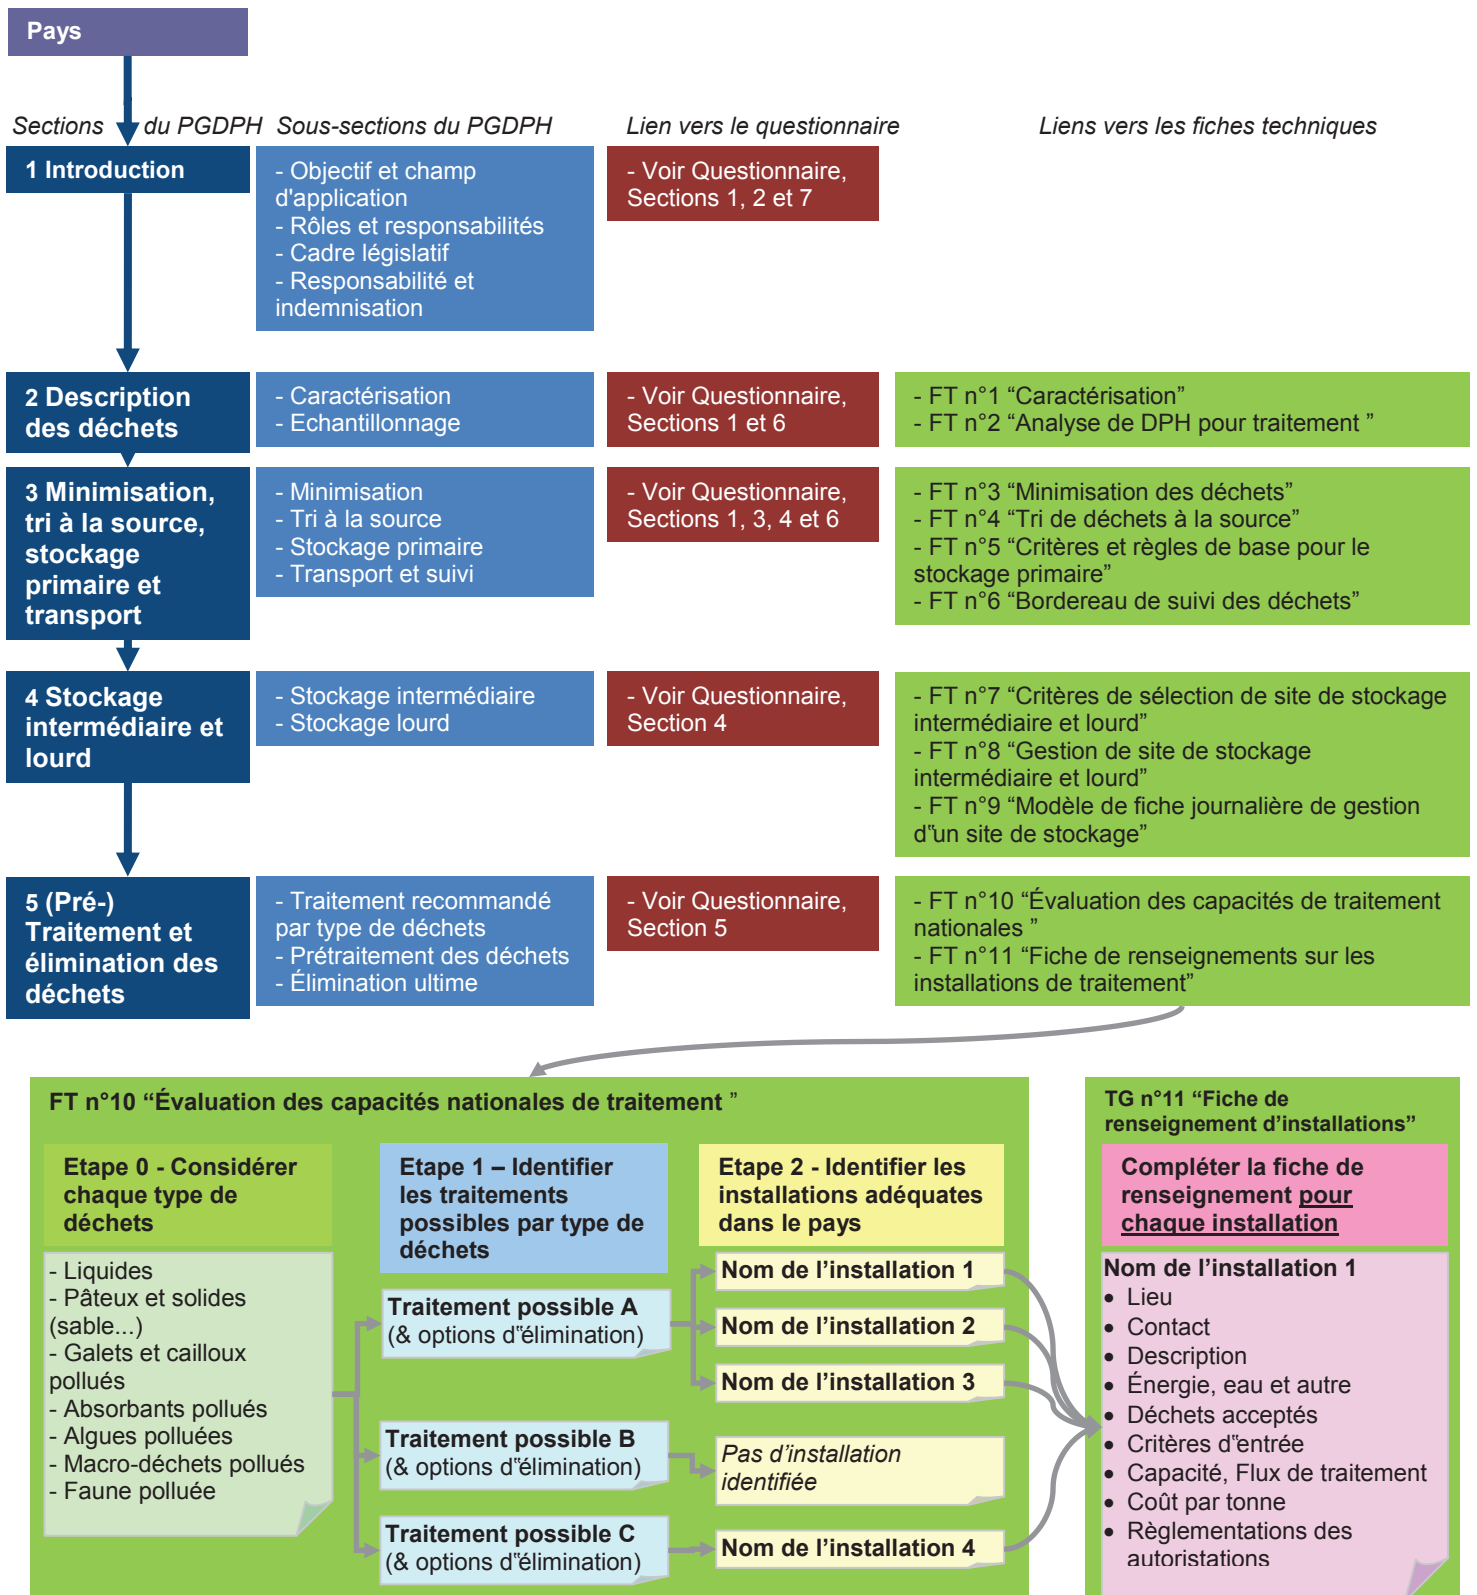 Pays
Sections du PGDPH
Sous-sections du PGDPH
Lien vers le questionnaire
Liens vers les fiches techniques
1 Introduction
- Objectif et champ
d'application
- Rôles et responsabilités
- Cadre législatif
- Responsabilité et
indemnisation
- Voir Questionnaire,
Sections 1, 2 et 7
2 Description
des déchets
- Caractérisation
- Echantillonnage
- Voir Questionnaire,
Sections 1 et 6
- FT n°1 “Caractérisation”
- FT n°2 “Analyse de DPH pour traitement ”
3 Minimisation,
tri à la source,
stockage
primaire et
transport
- Minimisation
- Tri à la source
- Stockage primaire
- Transport et suivi
- Voir Questionnaire,
Sections 1, 3, 4 et 6
- FT n°3 “Minimisation des déchets”
- FT n°4 “Tri de déchets à la source”
- FT n°5 “Critères et règles de base pour le
stockage primaire”
- FT n°6 “Bordereau de suivi des déchets”
4 Stockage
intermédiaire et
lourd
- Stockage intermédiaire
- Stockage lourd
- Voir Questionnaire,
Section 4
- FT n°7 “Critères de sélection de site de stockage
intermédiaire et lourd”
- FT n°8 “Gestion de site de stockage
intermédiaire et lourd”
- FT n°9 “Modèle de fiche journalière de gestion
d‟un site de stockage”
5 (Pré-)
Traitement et
élimination des
déchets
- Traitement recommandé
par type de déchets
- Prétraitement des déchets
- Élimination ultime
- Voir Questionnaire,
Section 5
- FT n°10 “Évaluation des capacités de traitement
nationales ”
- FT n°11 “Fiche de renseignements sur les
installations de traitement”
FT n°10 “Évaluation des capacités nationales de traitement ”
Etape 0 - Considérer
chaque type de
déchets
- Liquides
- Pâteux et solides
(sable...)
- Galets et cailloux
pollués
- Absorbants pollués
- Algues polluées
- Macro-déchets pollués
- Faune polluée
Etape 1 – Identifier
les traitements
possibles par type de
déchets
Traitement possible A
(& options d‟élimination)
Traitement possible B
(& options d‟élimination)
Traitement possible C
(& options d‟élimination)
Etape 2 - Identifier les
installations adéquates
dans le pays
Nom de l’installation 1
Nom de l’installation 2
Nom de l’installation 3
Pas d’installation
identifiée
Nom de l’installation 4
TG n°11 “Fiche de
renseignement d’installations”
Compléter la fiche de
renseignement pour
chaque installation
Nom de l’installation 1
• Lieu
• Contact
• Description
• Énergie, eau et autre
• Déchets acceptés
• Critères d‟entrée
• Capacité, Flux de traitement
• Coût par tonne
• Règlementations des
autoristations